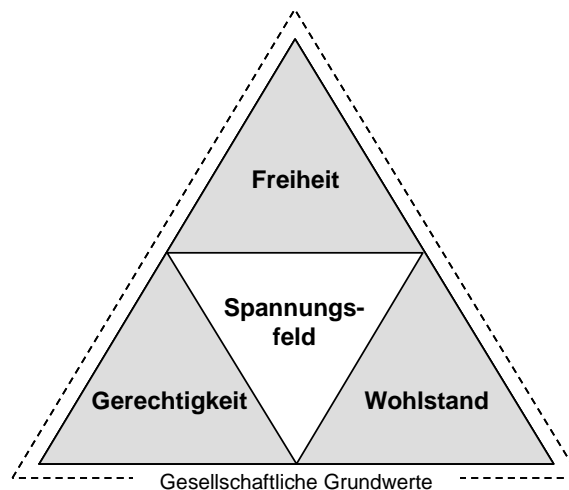 Freiheit
Spannungs-
feld
Gerechtigkeit
Wohlstand
Gesellschaftliche Grundwerte